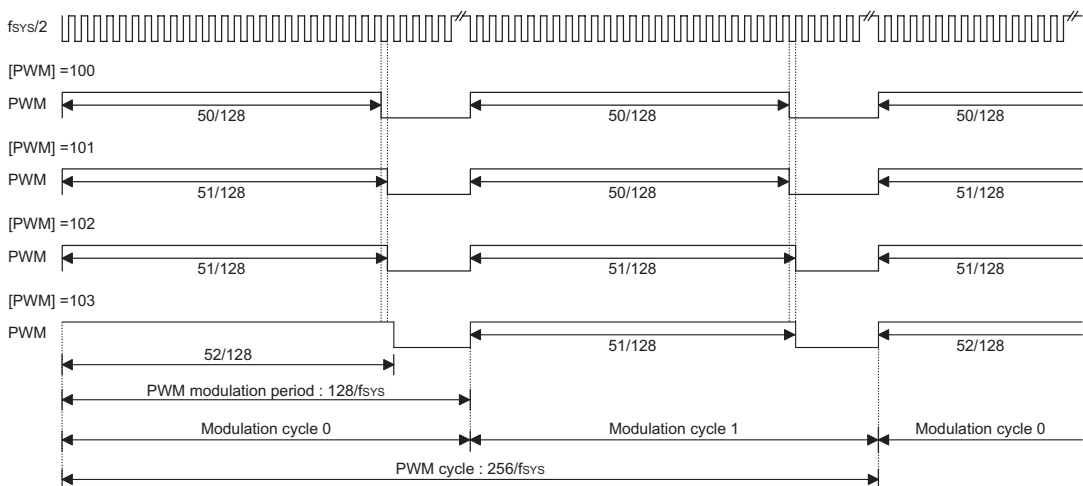 fSYS/2
[PWM] =100
PWM
50/128 50/128 50/128
[PWM] =101
PWM
51/128 50/128 51/128
[PWM] =102
PWM
51/128 51/128 51/128
[PWM] =103
PWM
52/128 51/128 52/128
PWM modulation period : 128/fSYS
Modulation cycle 0 Modulation cycle 1 Modulation cycle 0
PWM cycle : 256/fSYS